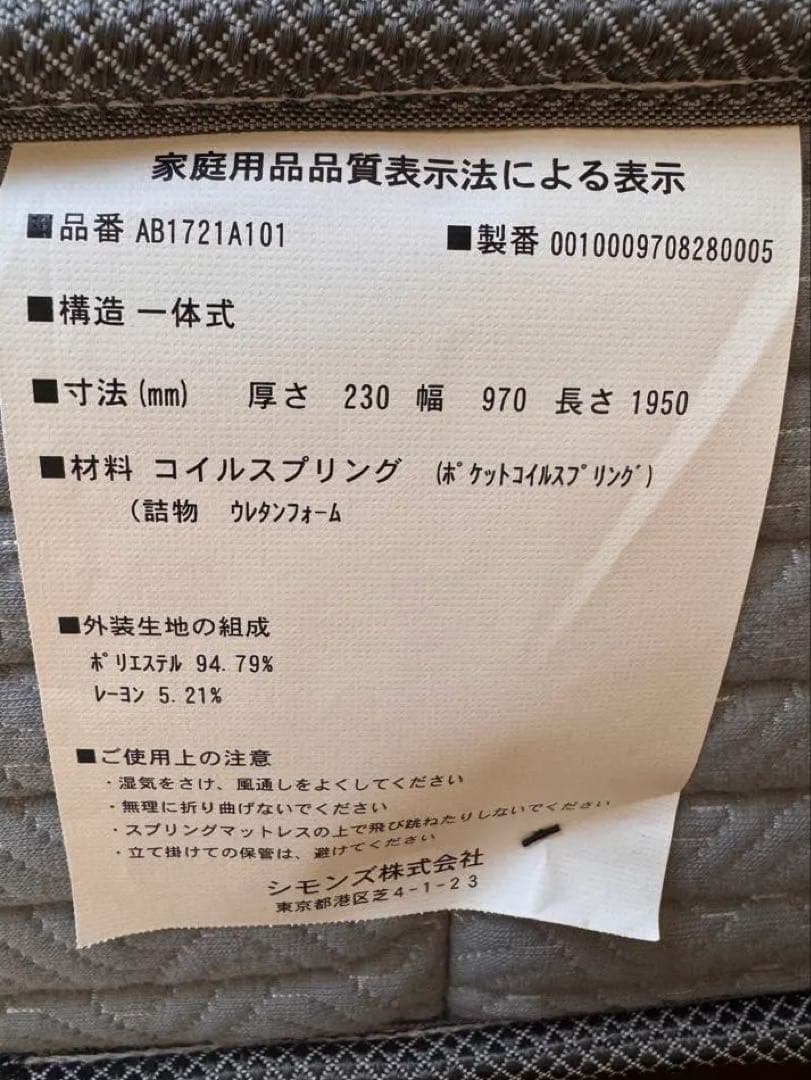 家庭用品品質表示法による表示
■品番 AB1721A101 ■製番 0010009708280005
■構造 一体式
■寸法(mm) 厚さ 230 幅 970 長さ 1950
■材料 コイルスプリング (ﾎﾟｹｯﾄｺｲﾙｽﾌﾟﾘﾝｸﾞ)
(詰物 ｳﾚﾀﾝﾌｫｰﾑ
■外装生地の組成
ﾎﾟﾘｴｽﾃﾙ 94.79%
ﾚｰﾖﾝ 5.21%
■ご使用上の注意
・湿気をさけ、風通しをよくしてください
・無理に折り曲げないでください
・スプリングマットレスの上で飛び跳ねたりしないでください
・立て掛けての保管は、避けてください
シモンズ株式会社
東京都港区芝4-1-23